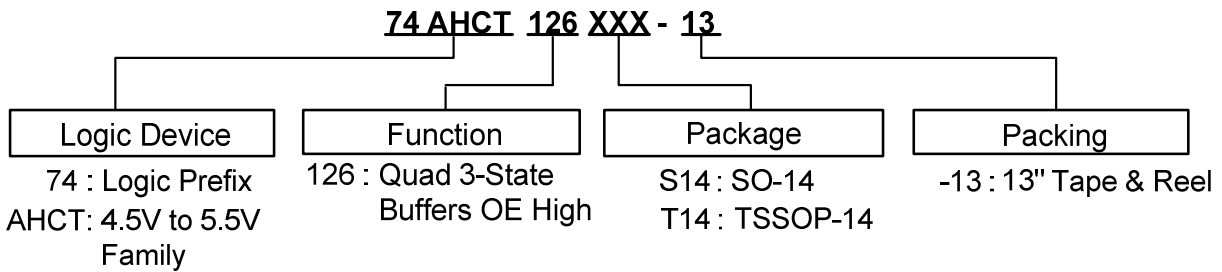 74 AHCT 126 XXX - 13
Logic Device
74 : Logic Prefix
AHCT: 4.5V to 5.5V
Family
Function
126 : Quad 3-State
Buffers OE High
Package
S14 : SO-14
T14 : TSSOP-14
Packing
-13 : 13" Tape & Reel